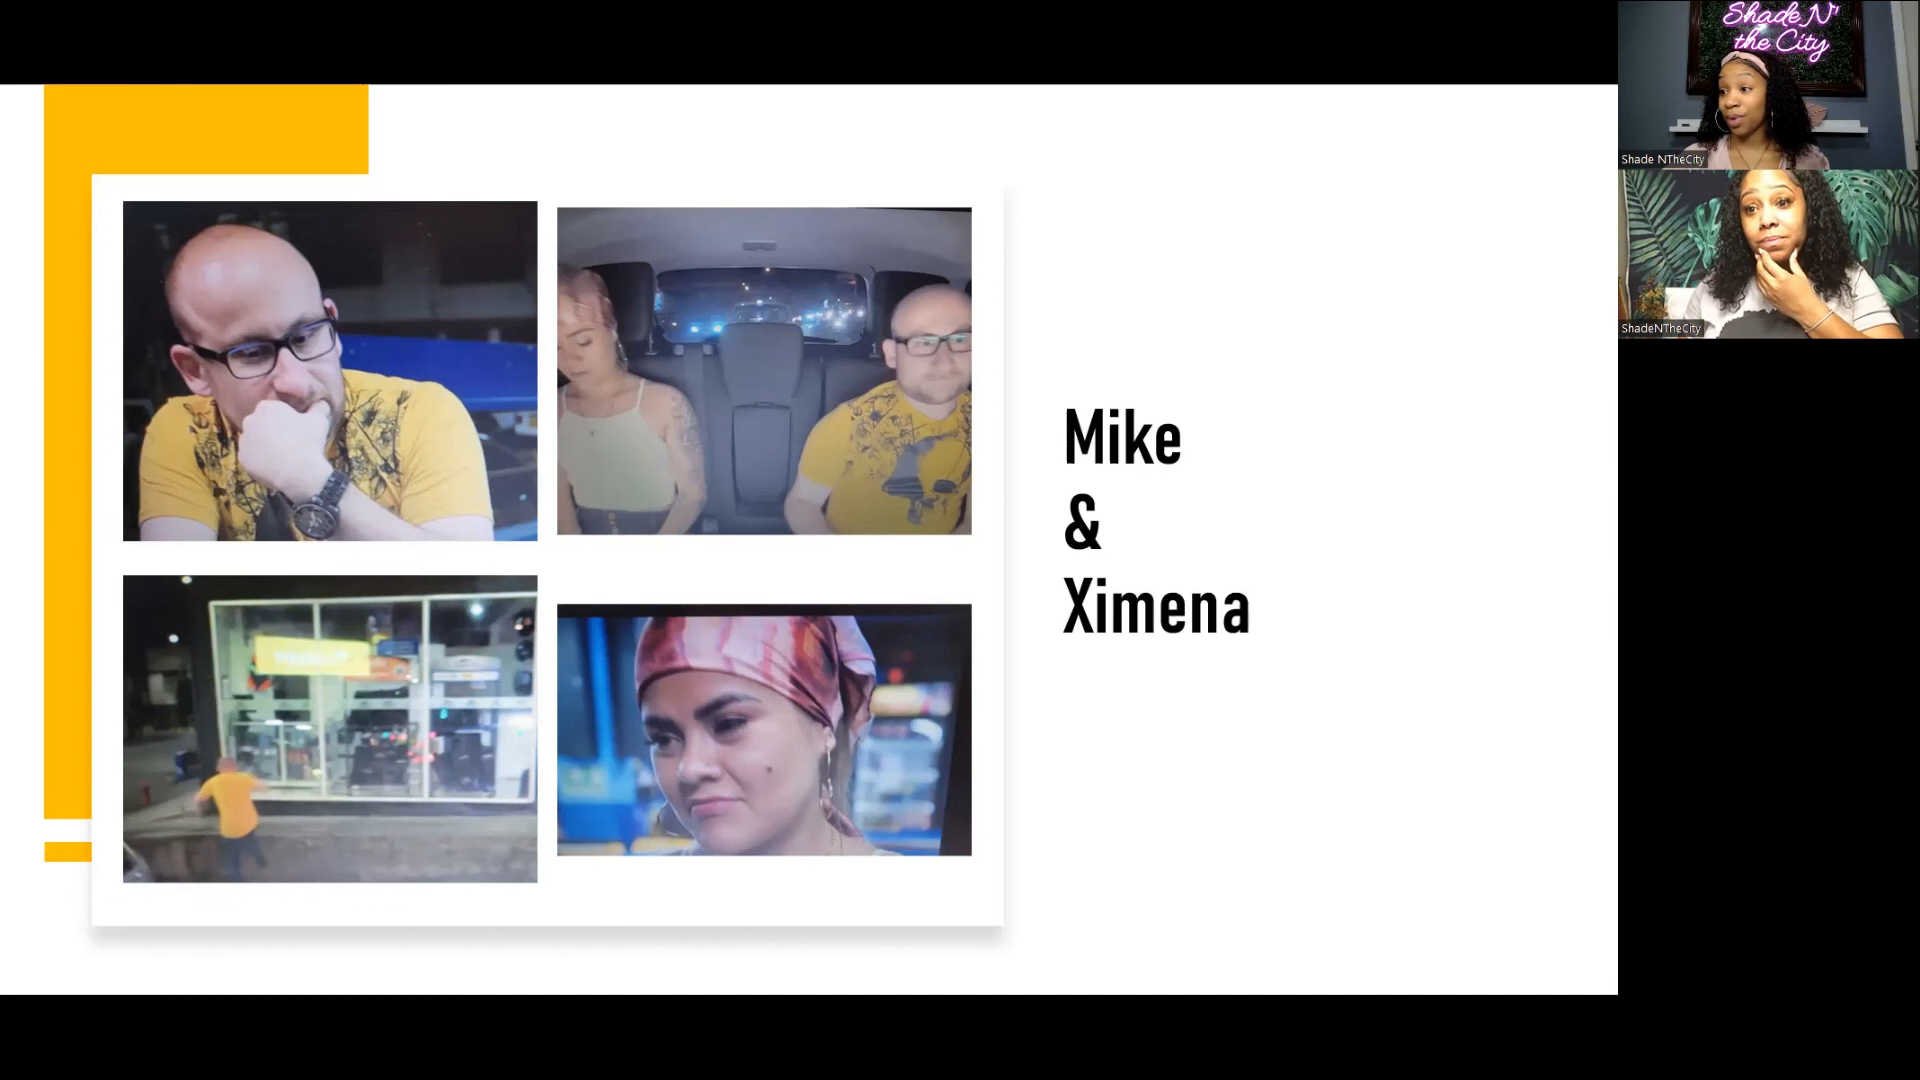 Mike
&
Ximena
Shade N'
the City
Shade NTheCity
ShadeNTheCity